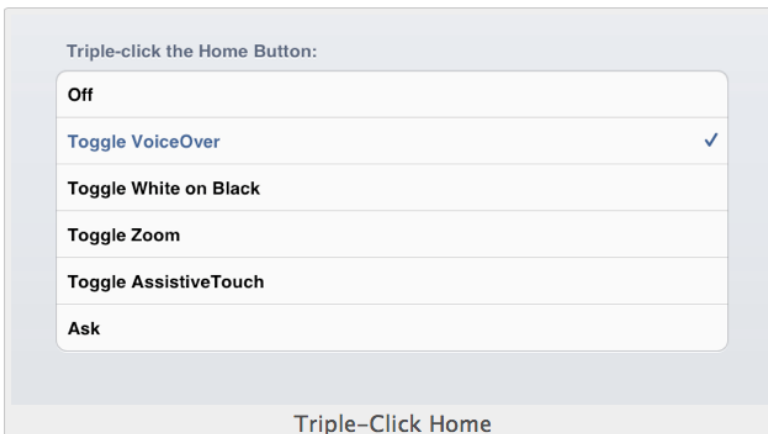 Triple-click the Home Button:
Off
Toggle VoiceOver
Toggle White on Black
Toggle Zoom
Toggle AssistiveTouch
Ask
Triple-Click Home